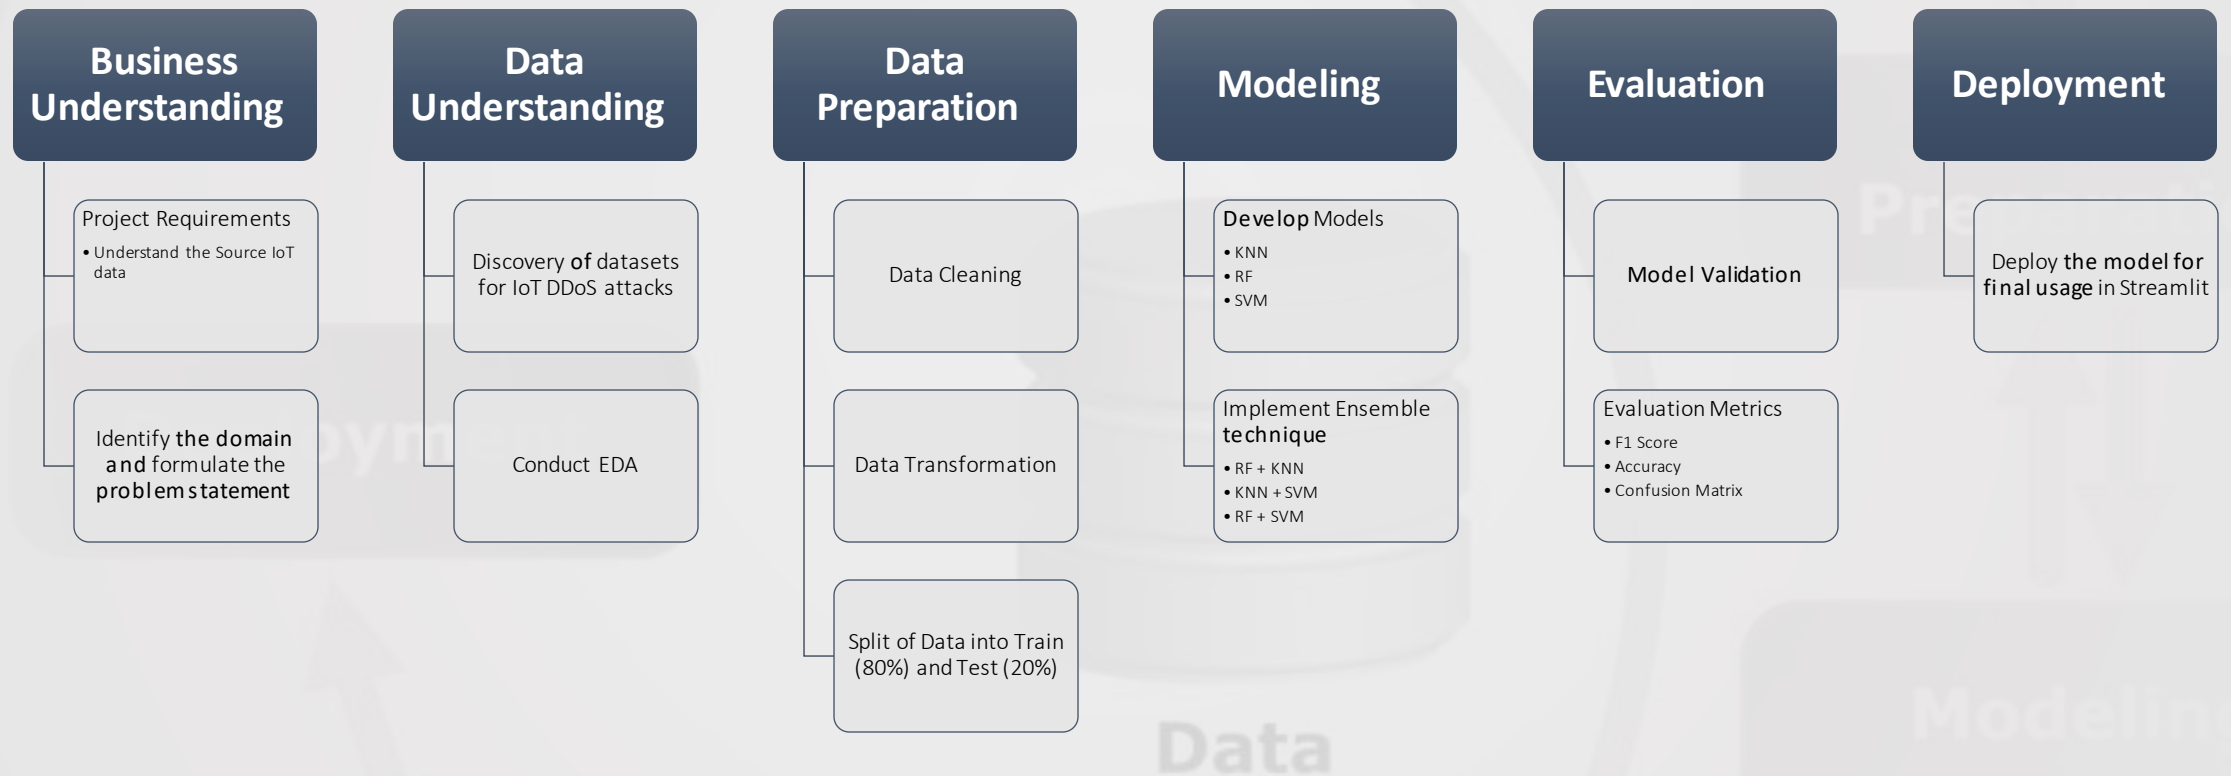 Business
Understanding
Project Requirements
• Understand the Source IoT
data
Identify the domain
and formulate the
problem statement
Data
Understanding
Discovery of datasets
for IoT DDoS attacks
Conduct EDA
Data
Preparation
Data Cleaning
Data Transformation
Split of Data into Train
(80%) and Test (20%)
Modeling
Develop Models
• KNN
• RF
• SVM
Implement Ensemble
technique
• RF + KNN
• KNN + SVM
• RF + SVM
Evaluation
Model Validation
Evaluation Metrics
• F1 Score
• Accuracy
• Confusion Matrix
Deployment
Deploy the model for
final usage in Streamlit
Data
Modeling